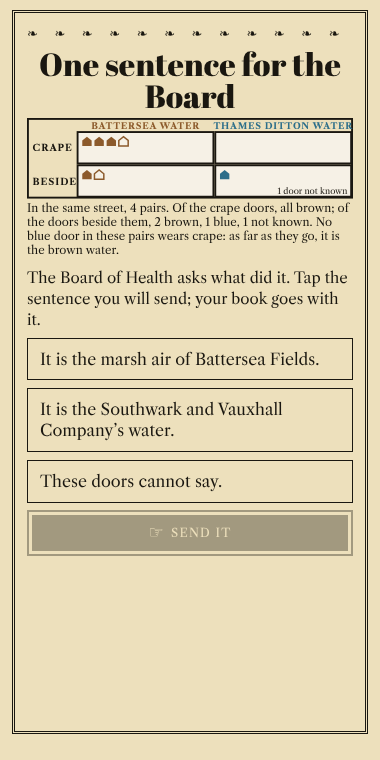 One sentence for the
Board
BATTERSEA WATER THAMES DITTON WATER
CRAPE
BESIDE
1 door not known
In the same street, 4 pairs. Of the crape doors, all brown; of
the doors beside them, 2 brown, 1 blue, 1 not known. No
blue door in these pairs wears crape: as far as they go, it is
the brown water.
The Board of Health asks what did it. Tap the
sentence you will send; your book goes with
it.
It is the marsh air of Battersea Fields.
It is the Southwark and Vauxhall
Company’s water.
These doors cannot say.
☞ SEND IT